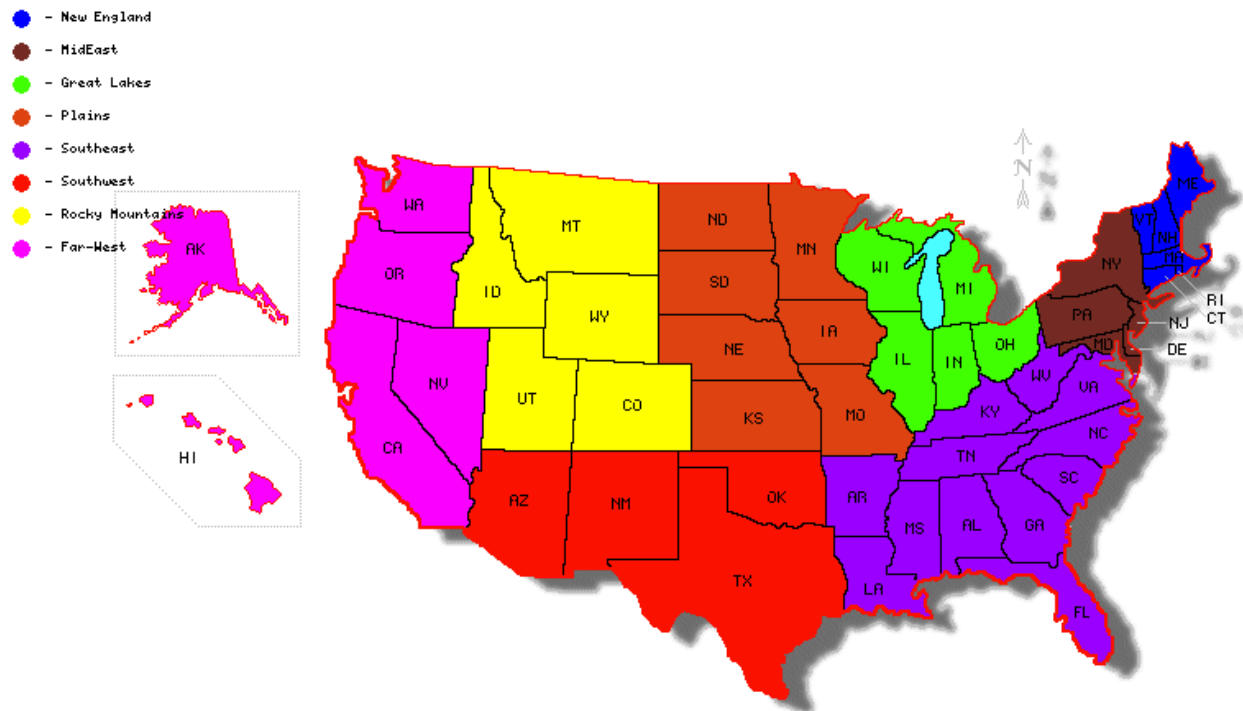 - New England
- MidEast
- Great Lakes
- Plains
- Southeast
- Southwest
- Rocky Mountains
- Far-West
AK
HI
N
WA
OR
CA
NV
ID
MT
WY
UT
CO
AZ
NM
TX
OK
ND
SD
NE
KS
MN
IA
MO
AR
LA
WI
MI
IL
IN
OH
KY
TN
MS
AL
GA
FL
SC
NC
VA
WV
MD
PA
NY
VT
NH
ME
MA
RI
CT
NJ
DE